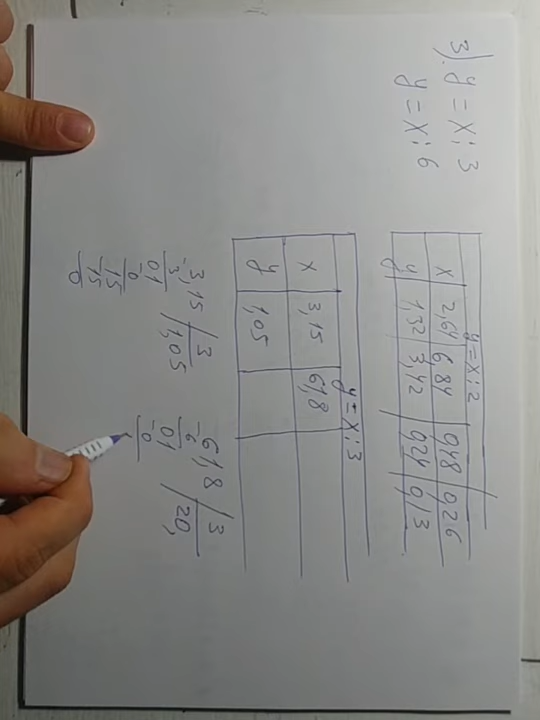 3). y = x : 3
y = x : 6
y = x : 2
x 2,64 6,84 0,48 0,26
y 1,32 3,42 0,24 0,13
y = x : 3
x 3,15 61,8
y 1,05
3,15 / 3
-3 1,05
01
-0
15
-15
0
61,8 / 3
-6 20,
01
-0